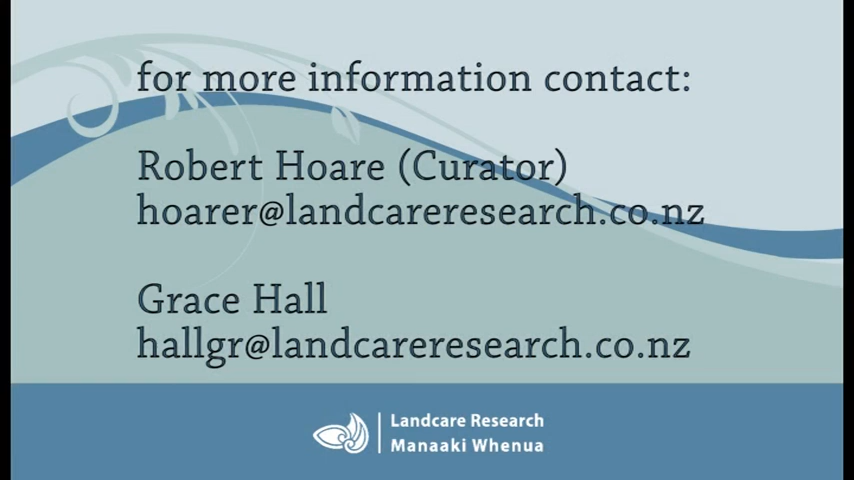 for more information contact:
Robert Hoare (Curator)
hoarer@landcareresearch.co.nz
Grace Hall
hallgr@landcareresearch.co.nz
Landcare Research
Manaaki Whenua